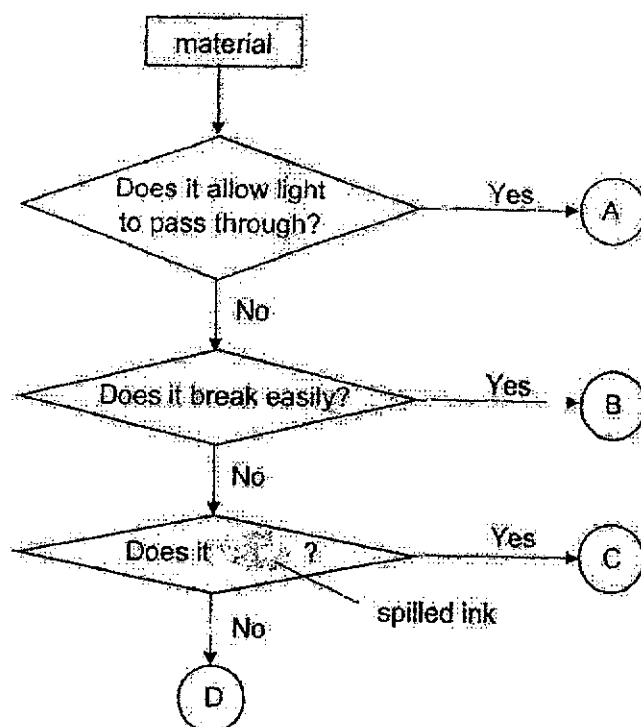 material
Does it allow light
to pass through?
Yes
A
No
Does it break easily?
Yes
B
No
Does it ?
Yes
C
spilled ink
No
D